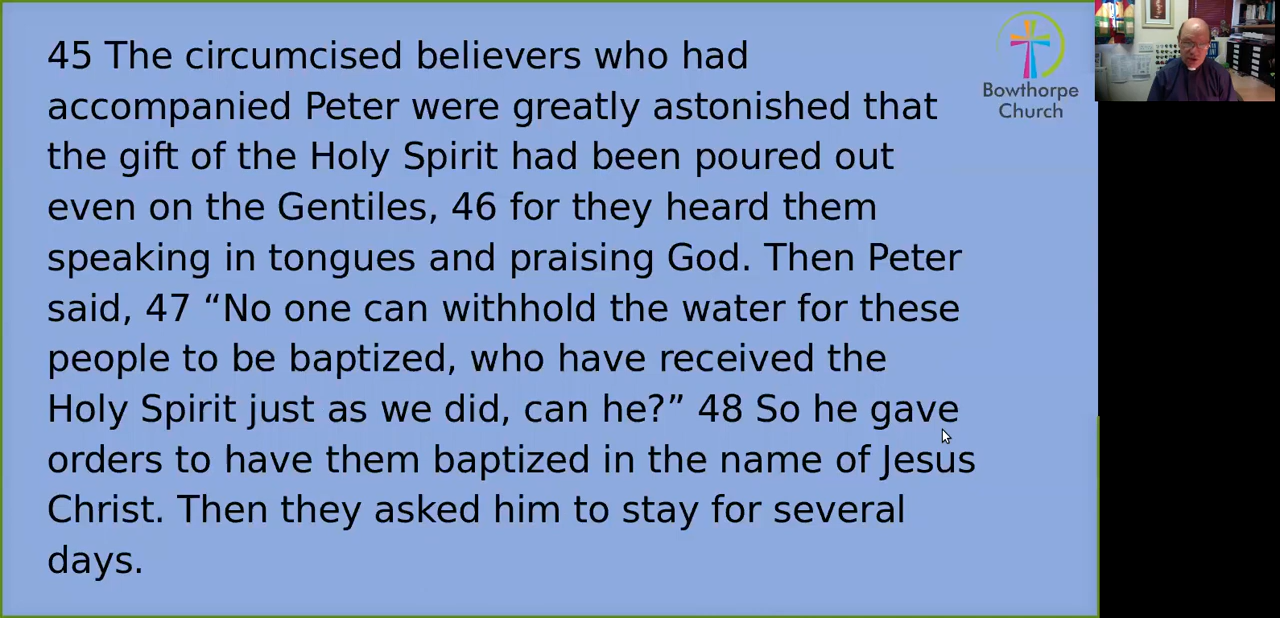 45 The circumcised believers who had
accompanied Peter were greatly astonished that
the gift of the Holy Spirit had been poured out
even on the Gentiles, 46 for they heard them
speaking in tongues and praising God. Then Peter
said, 47 “No one can withhold the water for these
people to be baptized, who have received the
Holy Spirit just as we did, can he?” 48 So he gave
orders to have them baptized in the name of Jesus
Christ. Then they asked him to stay for several
days.
Bowthorpe
Church